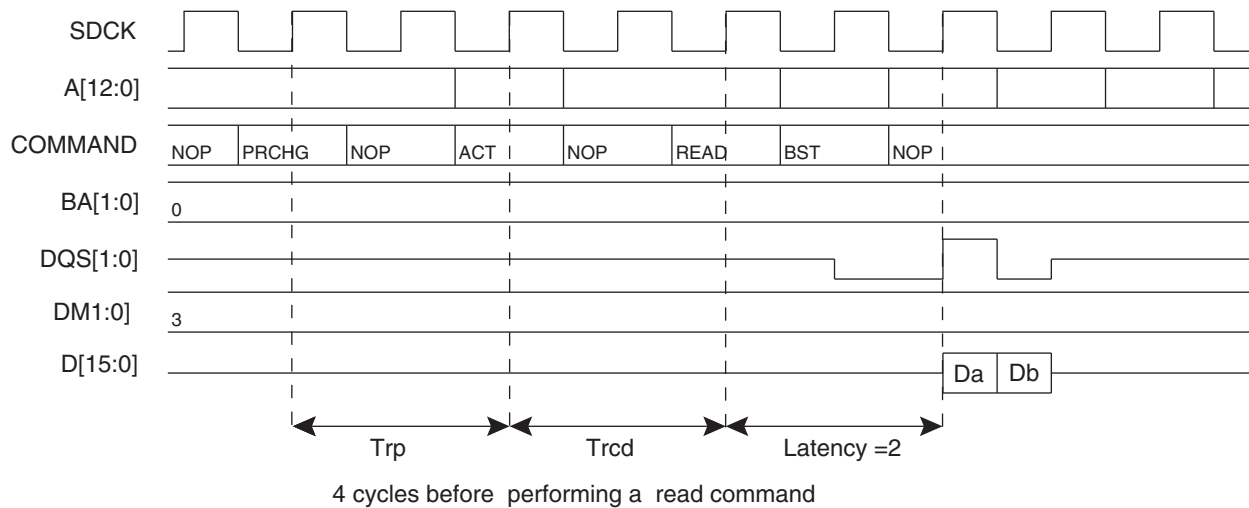 SDCK
A[12:0]
COMMAND NOP PRCHG NOP ACT NOP READ BST NOP
BA[1:0] 0
DQS[1:0]
DM1:0] 3
D[15:0] Da Db
Trp Trcd Latency =2
4 cycles before performing a read command